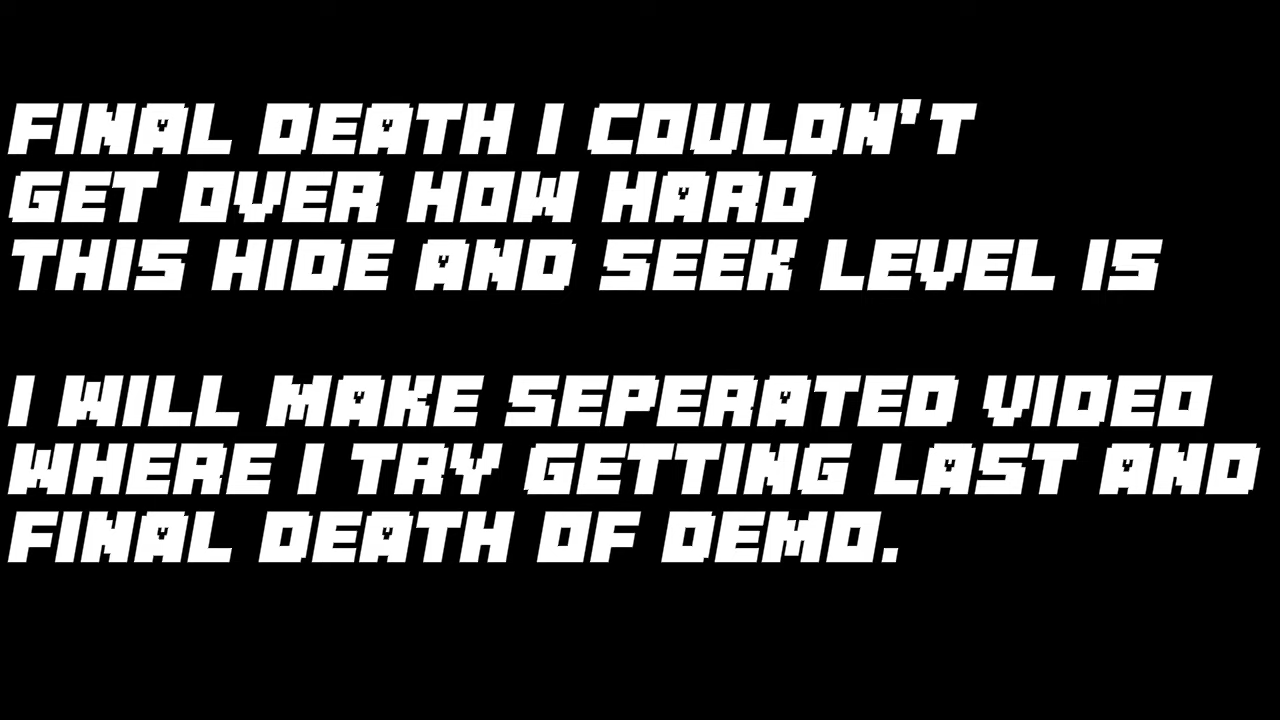 FINAL DEATH I COULDN'T
GET OVER HOW HARD
THIS HIDE AND SEEK LEVEL IS
I WILL MAKE SEPERATED VIDEO
WHERE I TRY GETTING LAST AND
FINAL DEATH OF DEMO.